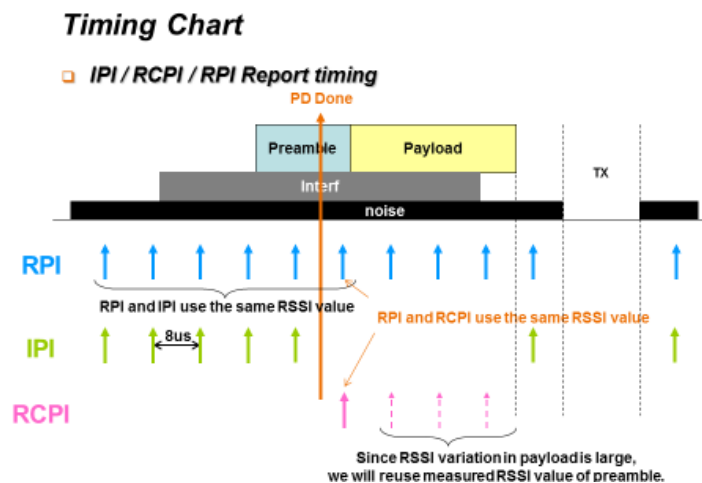 Timing Chart
IPI / RCPI / RPI Report timing
PD Done
Preamble
Payload
TX
Interf
noise
RPI
RPI and IPI use the same RSSI value
RPI and RCPI use the same RSSI value
IPI
8us
RCPI
Since RSSI variation in payload is large,
we will reuse measured RSSI value of preamble.